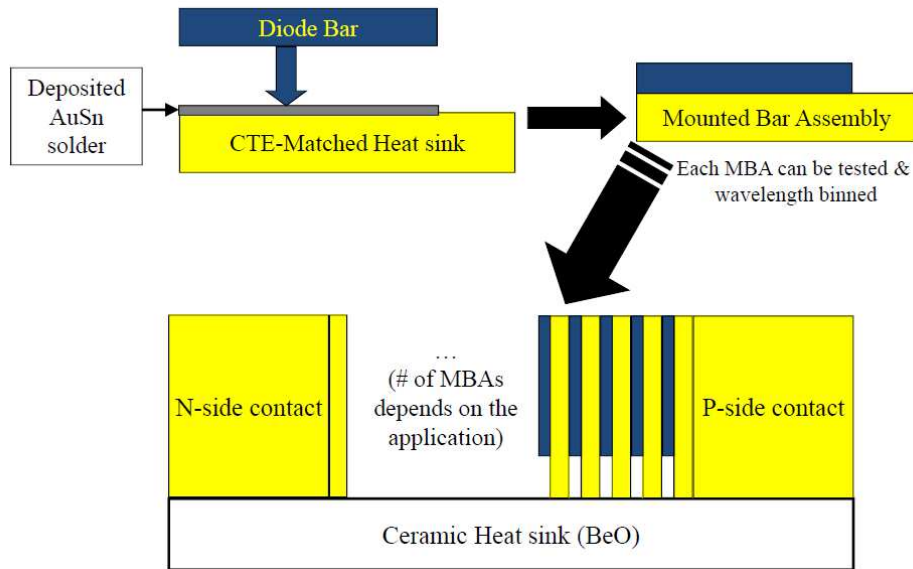 Diode Bar
Deposited
AuSn
solder
CTE-Matched Heat sink
Mounted Bar Assembly
Each MBA can be tested &
wavelength binned
N-side contact
…
(# of MBAs
depends on the
application)
P-side contact
Ceramic Heat sink (BeO)